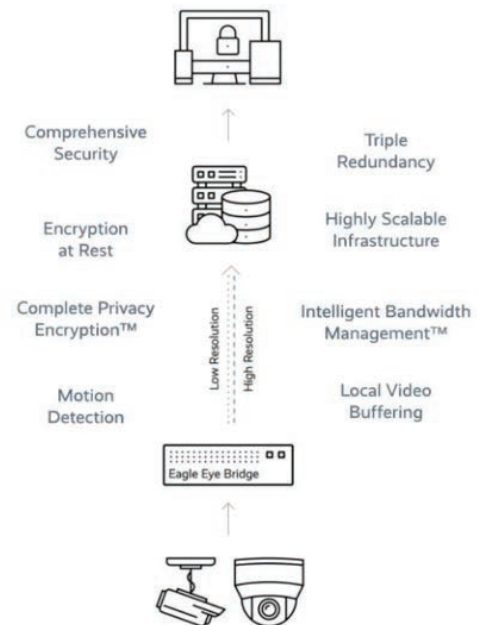 Comprehensive
Security
Triple
Redundancy
Encryption
at Rest
Highly Scalable
Infrastructure
Complete Privacy
Encryption™
Low Resolution
High Resolution
Intelligent Bandwidth
Management™
Motion
Detection
Local Video
Buffering
Eagle Eye Bridge